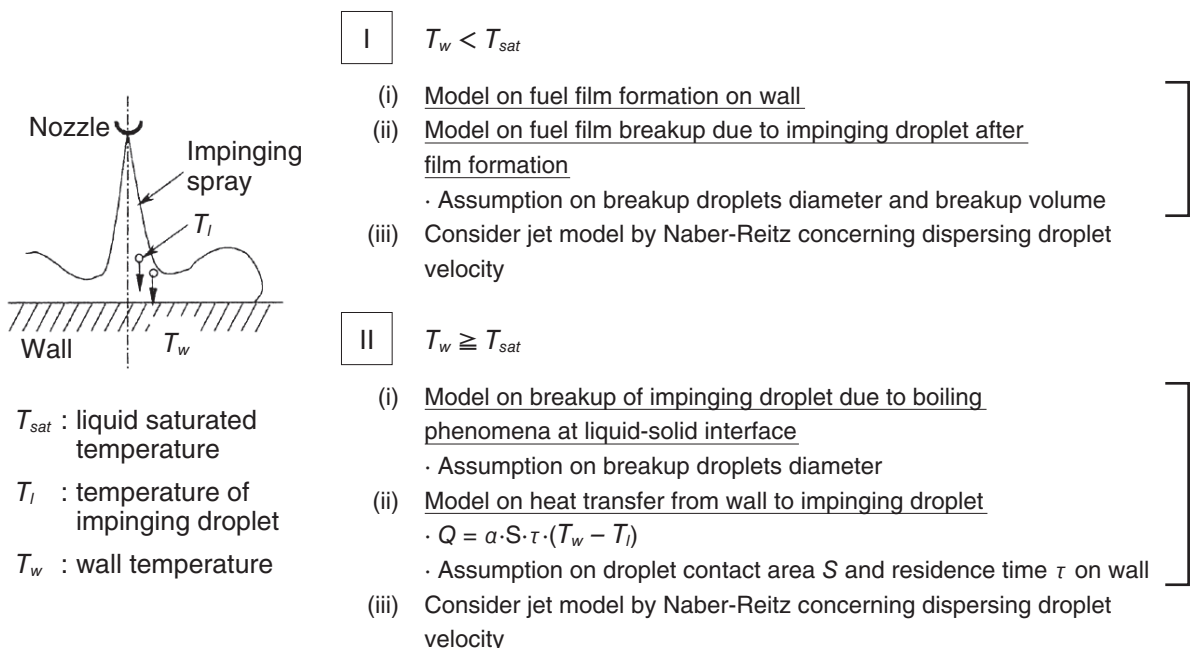 Nozzle
Impinging
spray
T_l
Wall
T_w
T_sat : liquid saturated
temperature
T_l : temperature of
impinging droplet
T_w : wall temperature
I T_w < T_sat
(i) Model on fuel film formation on wall
(ii) Model on fuel film breakup due to impinging droplet after
film formation
· Assumption on breakup droplets diameter and breakup volume
(iii) Consider jet model by Naber-Reitz concerning dispersing droplet
velocity
II T_w ≧ T_sat
(i) Model on breakup of impinging droplet due to boiling
phenomena at liquid-solid interface
· Assumption on breakup droplets diameter
(ii) Model on heat transfer from wall to impinging droplet
· Q = α·S·τ·(T_w – T_l)
· Assumption on droplet contact area S and residence time τ on wall
(iii) Consider jet model by Naber-Reitz concerning dispersing droplet
velocity